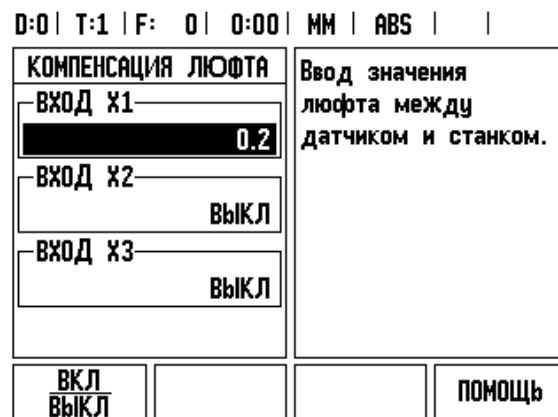 D:0 | T:1 | F: 0 | 0:00 | MM | ABS | |
КОМПЕНСАЦИЯ ЛЮФТА
ВХОД X1
0.2
ВХОД X2
ВЫКЛ
ВХОД X3
ВЫКЛ
Ввод значения
люфта между
датчиком и станком.
ВКЛ
ВЫКЛ
ПОМОЩЬ